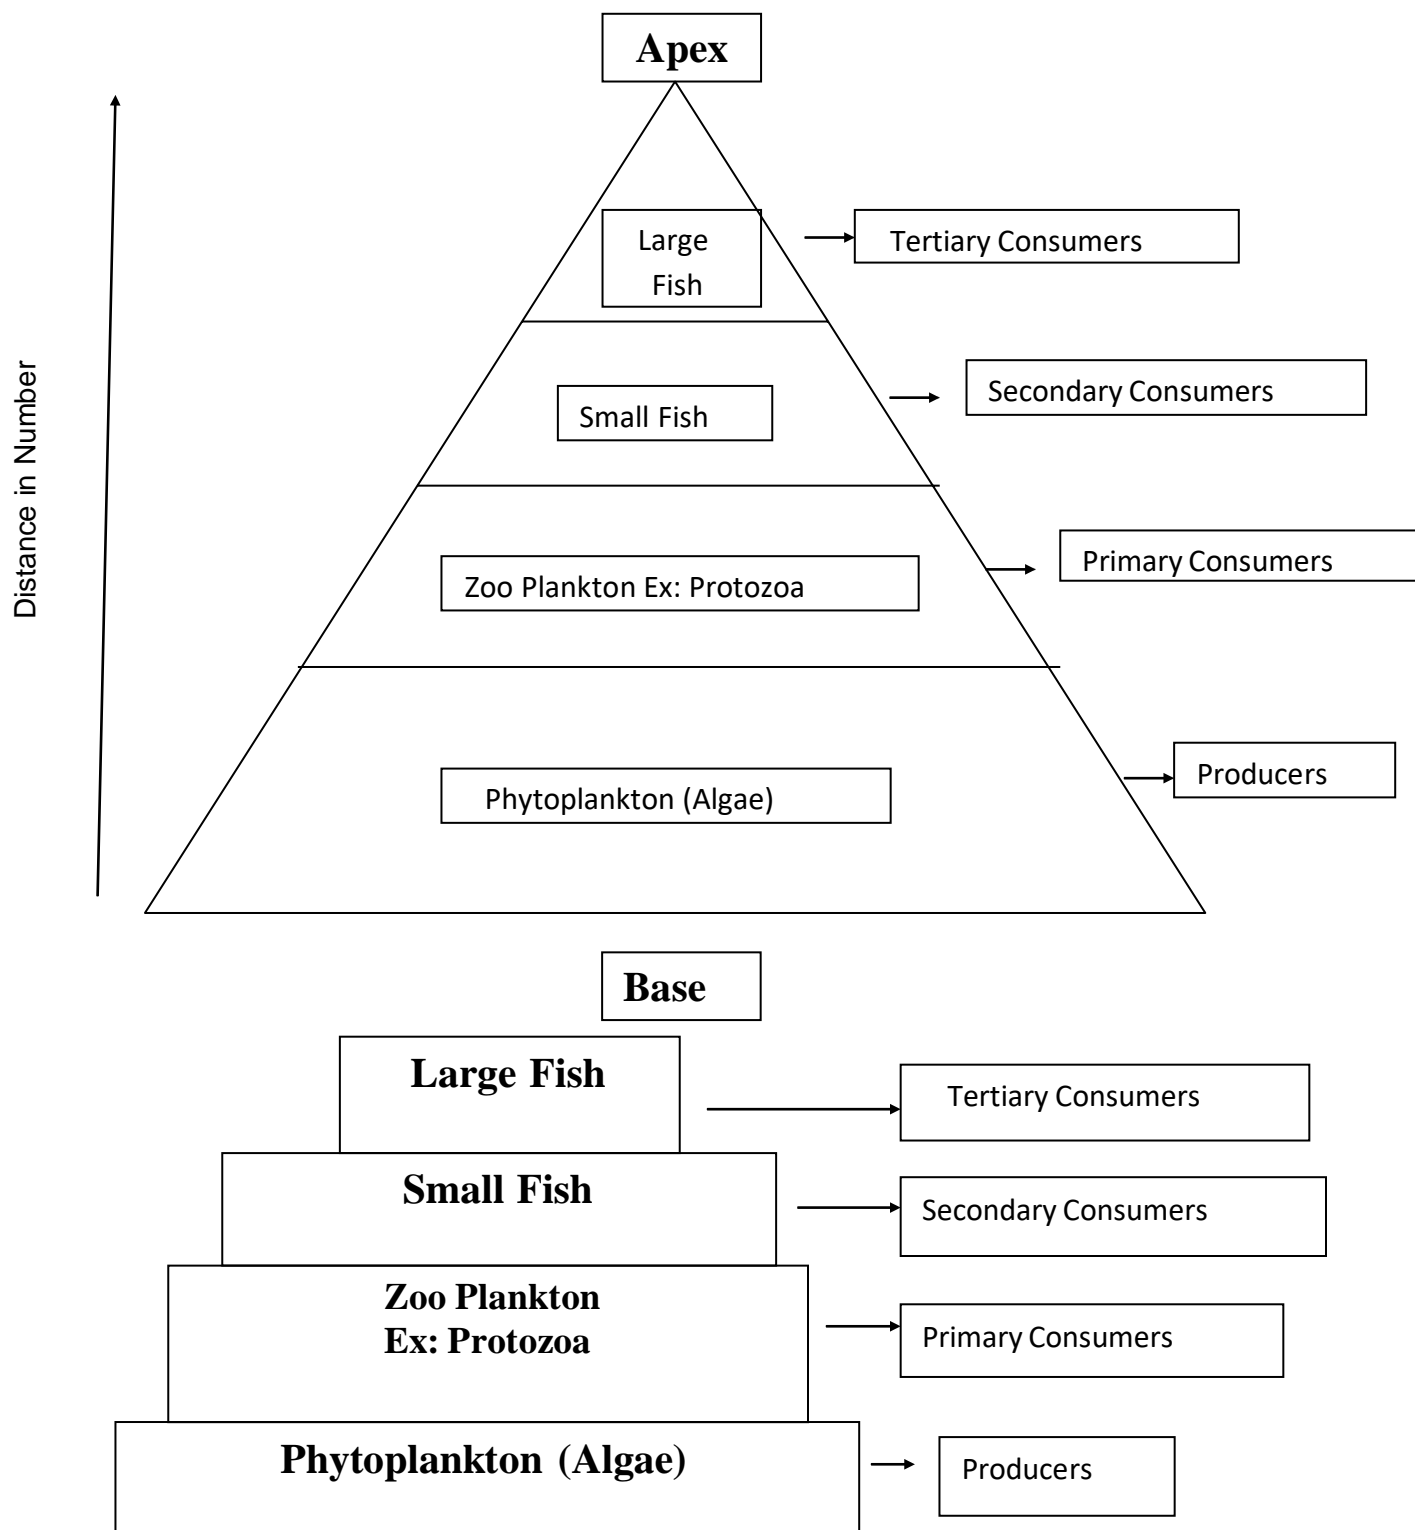 Apex
Distance in Number
Large
Fish
Tertiary Consumers
Small Fish
Secondary Consumers
Zoo Plankton Ex: Protozoa
Primary Consumers
Phytoplankton (Algae)
Producers
Base
Large Fish
Tertiary Consumers
Small Fish
Secondary Consumers
Zoo Plankton
Ex: Protozoa
Primary Consumers
Phytoplankton (Algae)
Producers